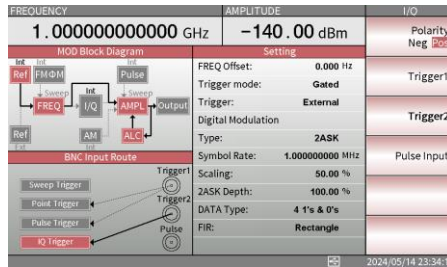 FREQUENCY
AMPLITUDE
I/O
1.000000000000 GHz
-140.00 dBm
MOD Block Diagram
Int
Int
Int
Ref
FMΦM
Pulse
Sweep
Int
Sweep
FREQ
I/Q
AMPL
Output
Ref
AM
ALC
Ext
Int
BNC Input Route
Trigger1
Sweep Trigger
Point Trigger
Trigger2
Pulse Trigger
Pulse
IQ Trigger
Setting
FREQ Offset: 0.000 Hz
Trigger mode: Gated
Trigger: External
Digital Modulation
Type: 2ASK
Symbol Rate: 1.000000000 MHz
Scaling: 50.00 %
2ASK Depth: 100.00 %
DATA Type: 4 1's & 0's
FIR: Rectangle
Polarity
Neg Pos
Trigger1
Trigger2
Pulse Input
2024/05/14 23:34: